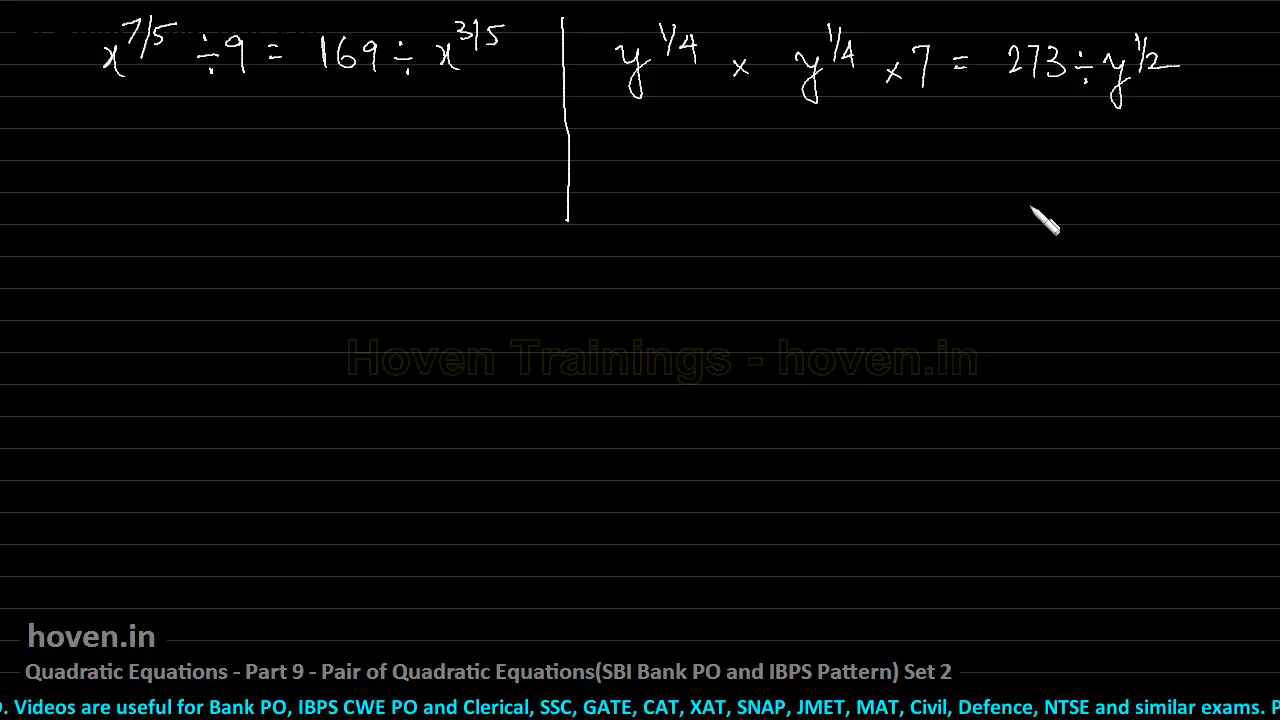 x^{7/5} ÷ 9 = 169 ÷ x^{3/5}
y^{1/4} × y^{1/4} × 7 = 273 ÷ y^{1/2}
Hoven Trainings - hoven.in
hoven.in
Quadratic Equations - Part 9 - Pair of Quadratic Equations(SBI Bank PO and IBPS Pattern) Set 2
. Videos are useful for Bank PO, IBPS CWE PO and Clerical, SSC, GATE, CAT, XAT, SNAP, JMET, MAT, Civil, Defence, NTSE and similar exams.